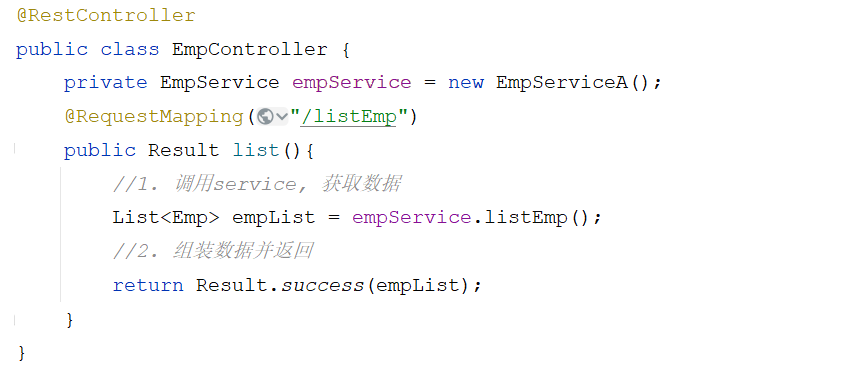 @RestController
public class EmpController {
    private EmpService empService = new EmpServiceA();
    @RequestMapping("/listEmp")
    public Result list(){
        //1. 调用service, 获取数据
        List<Emp> empList = empService.listEmp();
        //2. 组装数据并返回
        return Result.success(empList);
    }
}